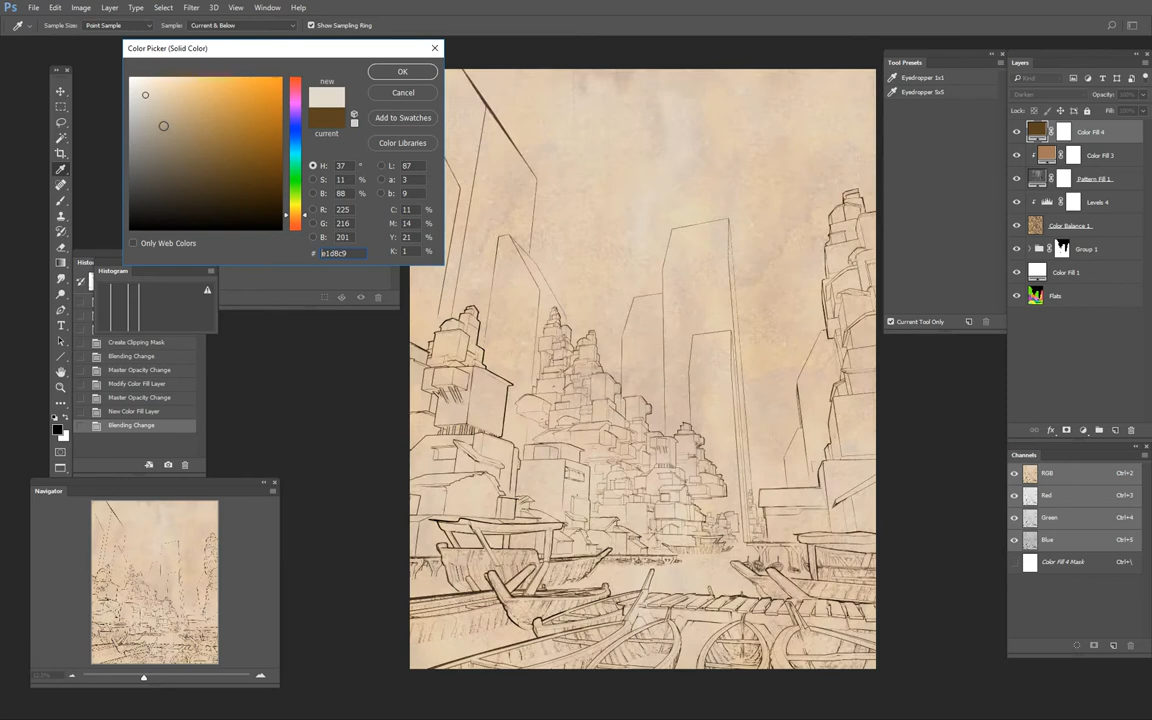 Ps File Edit Image Layer Type Select Filter 3D View Window Help
Sample Size: Point Sample Sample: Current & Below Show Sampling Ring
Color Picker (Solid Color)
new
current
OK
Cancel
Add to Swatches
Color Libraries
H: 37 ° L: 87
S: 11 % a: 3
B: 88 % b: 9
R: 225 C: 11 %
G: 216 M: 14 %
B: 201 Y: 21 %
# e1d8c9 K: 1 %
Only Web Colors
Histo
Histogram
Create Clipping Mask
Blending Change
Master Opacity Change
Modify Color Fill Layer
Master Opacity Change
New Color Fill Layer
Blending Change
Navigator
Tool Presets
Eyedropper 1x1
Eyedropper 5x5
Current Tool Only
Layers
Kind
Darken Opacity: 100%
Lock: Fill: 100%
Color Fill 4
Color Fill 3
Pattern Fill 1
Levels 4
Color Balance 1
Group 1
Color Fill 1
Flats
Channels
RGB Ctrl+2
Red Ctrl+3
Green Ctrl+4
Blue Ctrl+5
Color Fill 4 Mask Ctrl+\